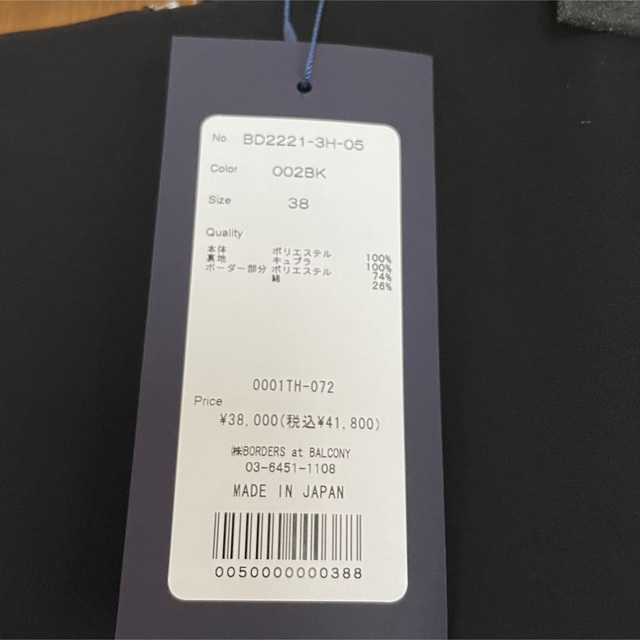 No. BD2221-3H-05
Color 002BK
Size 38
Quality
本体 ポリエステル 100%
裏地 キュプラ 100%
ボーダー部分 ポリエステル 74%
綿 26%
0001TH-072
Price
¥38,000(税込¥41,800)
㈱BORDERS at BALCONY
03-6451-1108
MADE IN JAPAN
0050000000388